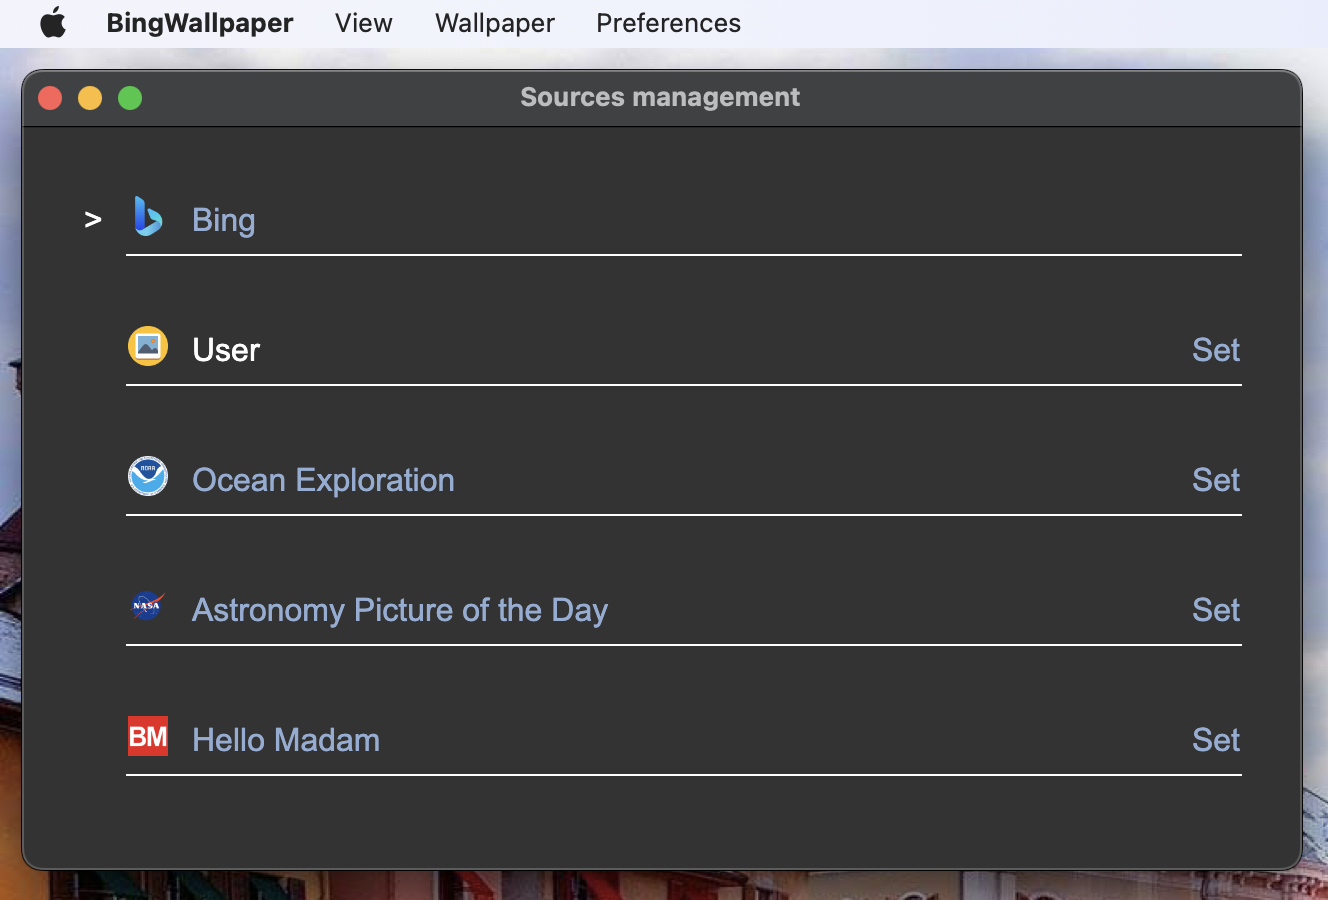 BingWallpaper View Wallpaper Preferences
Sources management
> Bing
User Set
NOAA
Ocean Exploration Set
NASA
Astronomy Picture of the Day Set
BM
Hello Madam Set